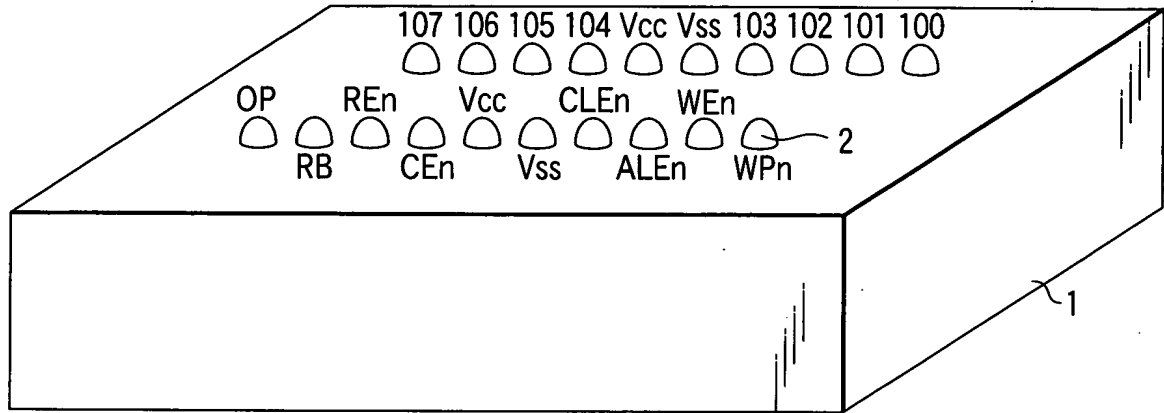 107 106 105 104 Vcc Vss 103 102 101 100
OP REn Vcc CLEn WEn
2
RB CEn Vss ALEn WPn
1